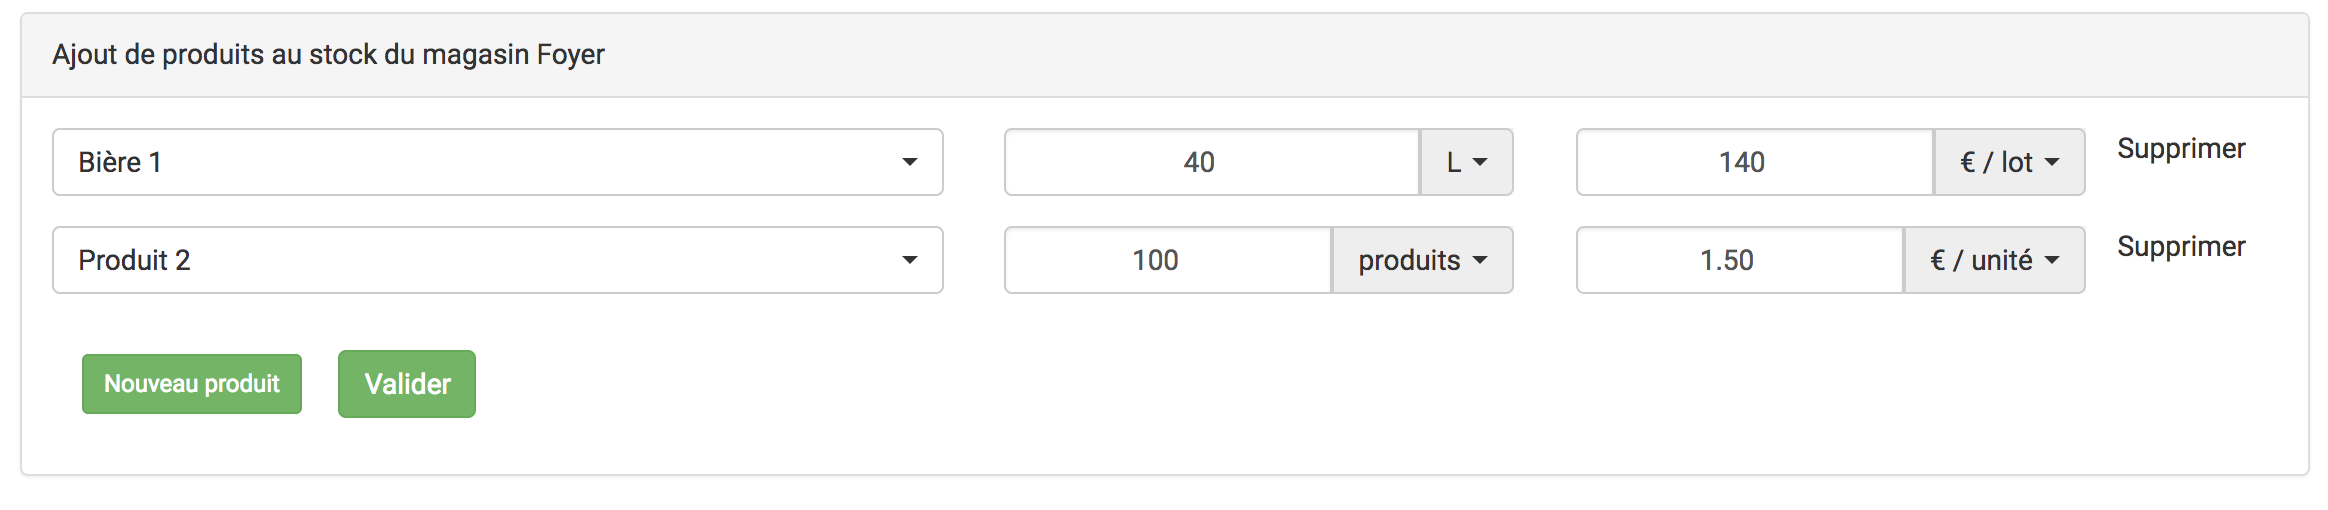 Ajout de produits au stock du magasin Foyer
Bière 1 40 L 140 € / lot Supprimer
Produit 2 100 produits 1.50 € / unité Supprimer
Nouveau produit Valider